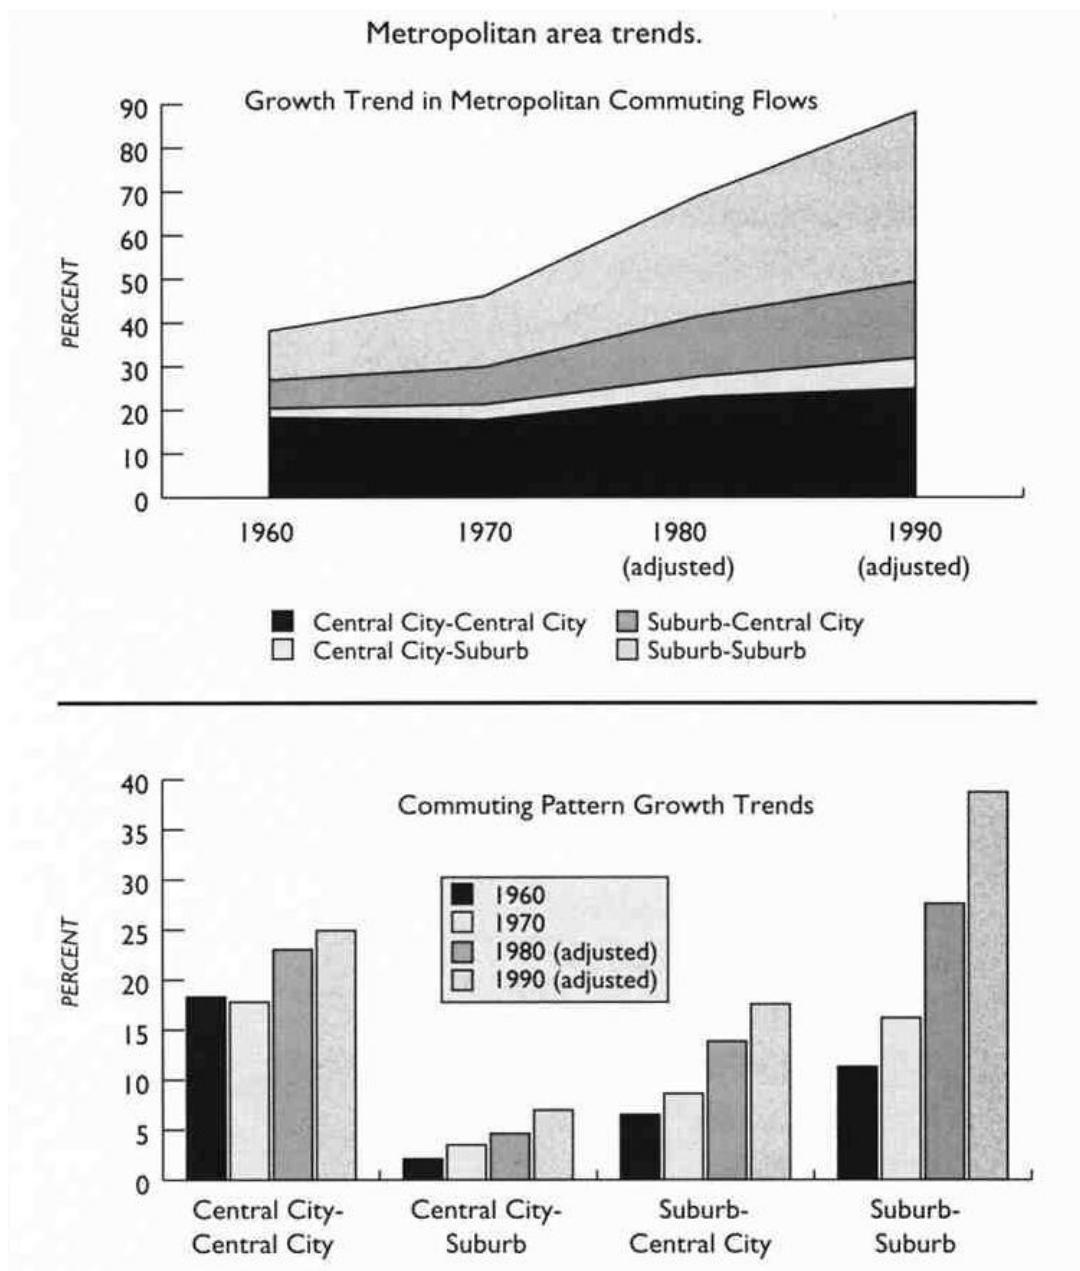 Metropolitan area trends.
Growth Trend in Metropolitan Commuting Flows
90
80
70
60
50
40
30
20
10
0
PERCENT
1960 1970 1980 1990
(adjusted) (adjusted)
Central City-Central City Suburb-Central City
Central City-Suburb Suburb-Suburb
Commuting Pattern Growth Trends
40
35
30
25
20
15
10
5
0
PERCENT
1960
1970
1980 (adjusted)
1990 (adjusted)
Central City- Central City- Suburb- Suburb-
Central City Suburb Central City Suburb